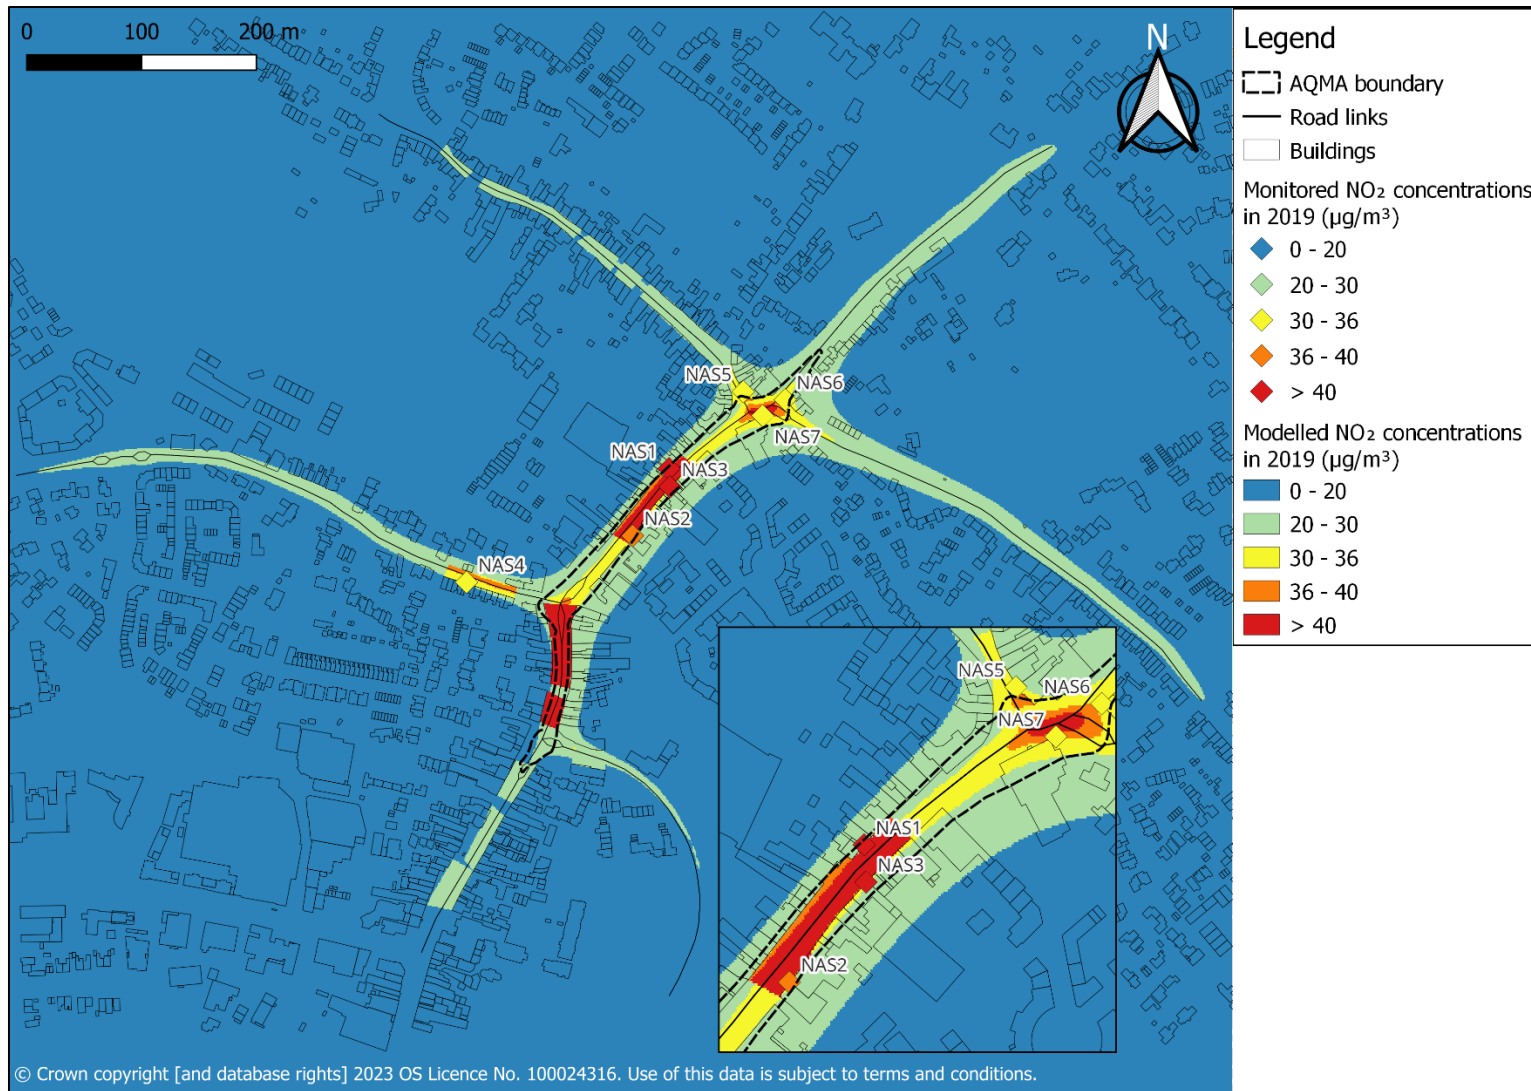 0 100 200 m
N
NAS5
NAS6
NAS7
NAS1
NAS3
NAS2
NAS4
NAS5
NAS6
NAS7
NAS1
NAS3
NAS2
© Crown copyright [and database rights] 2023 OS Licence No. 100024316. Use of this data is subject to terms and conditions.
Legend
AQMA boundary
Road links
Buildings
Monitored NO₂ concentrations
in 2019 (µg/m³)
0 - 20
20 - 30
30 - 36
36 - 40
> 40
Modelled NO₂ concentrations
in 2019 (µg/m³)
0 - 20
20 - 30
30 - 36
36 - 40
> 40